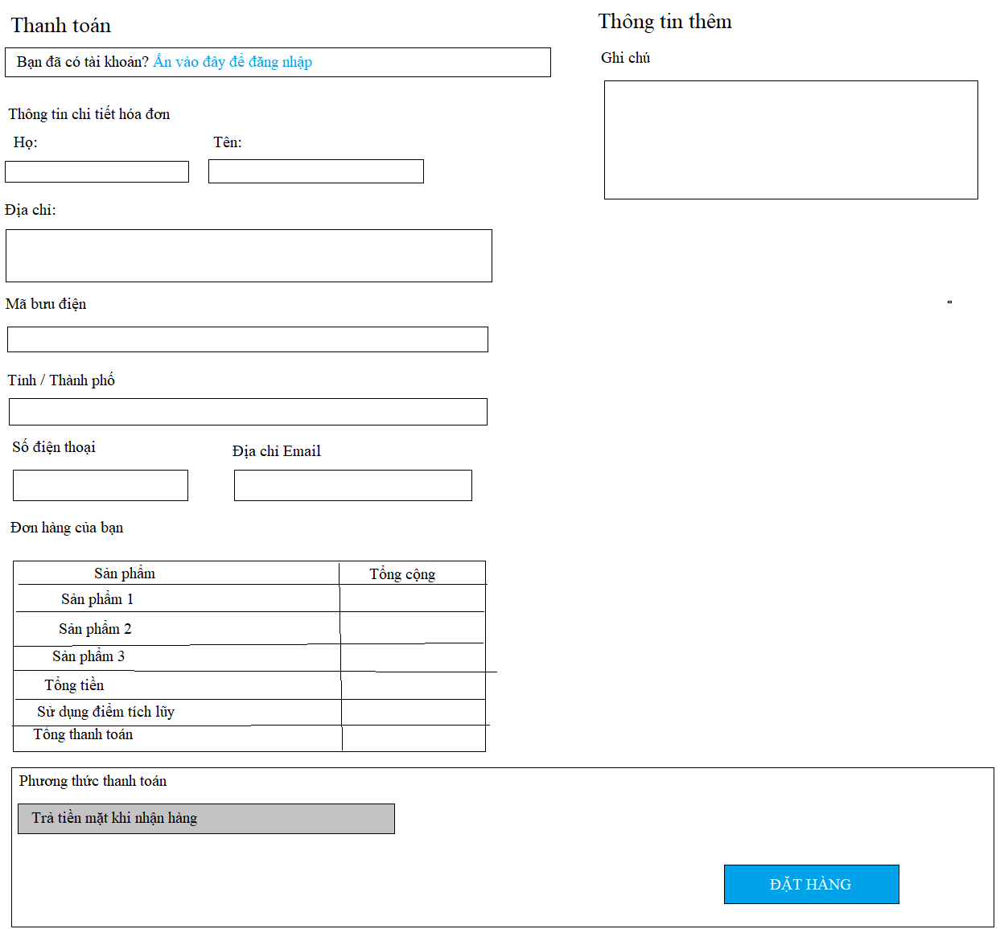 Thanh toán
Bạn đã có tài khoản? Ấn vào đây để đăng nhập
Thông tin chi tiết hóa đơn
Họ:
Tên:
Địa chỉ:
Mã bưu điện
Tỉnh / Thành phố
Số điện thoại
Địa chỉ Email
Thông tin thêm
Ghi chú
Đơn hàng của bạn
Sản phẩm
Tổng cộng
Sản phẩm 1
Sản phẩm 2
Sản phẩm 3
Tổng tiền
Sử dụng điểm tích lũy
Tổng thanh toán
Phương thức thanh toán
Trả tiền mặt khi nhận hàng
ĐẶT HÀNG